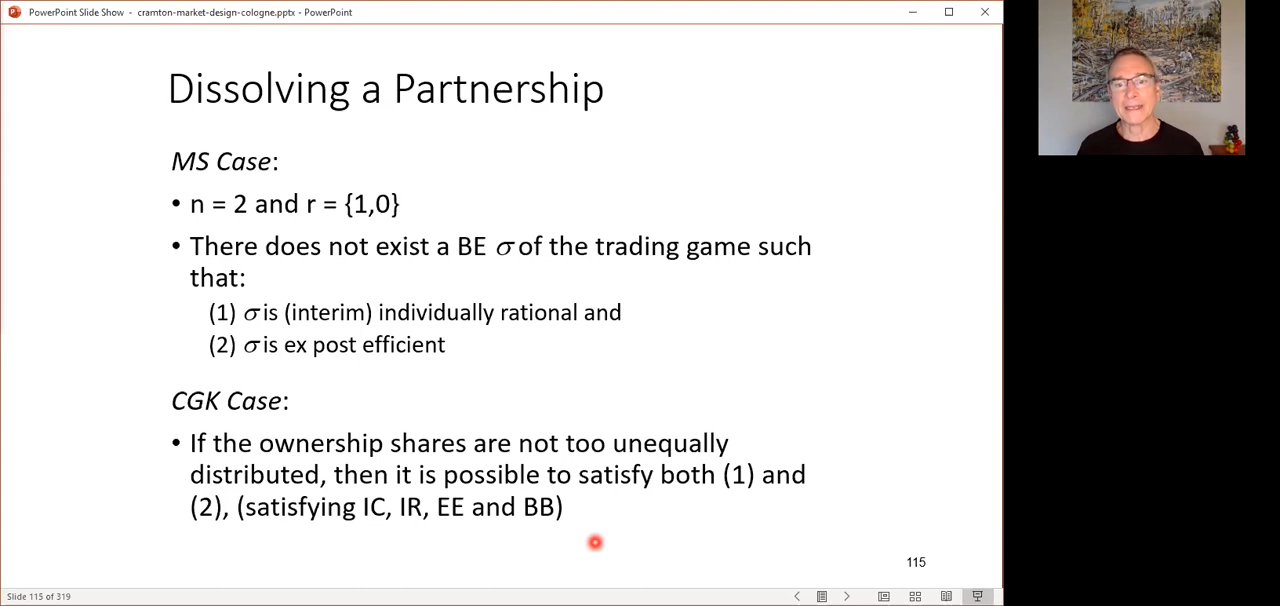 PowerPoint Slide Show - cramton-market-design-cologne.pptx - PowerPoint
Dissolving a Partnership
MS Case:
• n = 2 and r = {1,0}
• There does not exist a BE σ of the trading game such
that:
(1) σ is (interim) individually rational and
(2) σ is ex post efficient
CGK Case:
• If the ownership shares are not too unequally
distributed, then it is possible to satisfy both (1) and
(2), (satisfying IC, IR, EE and BB)
115
Slide 115 of 319